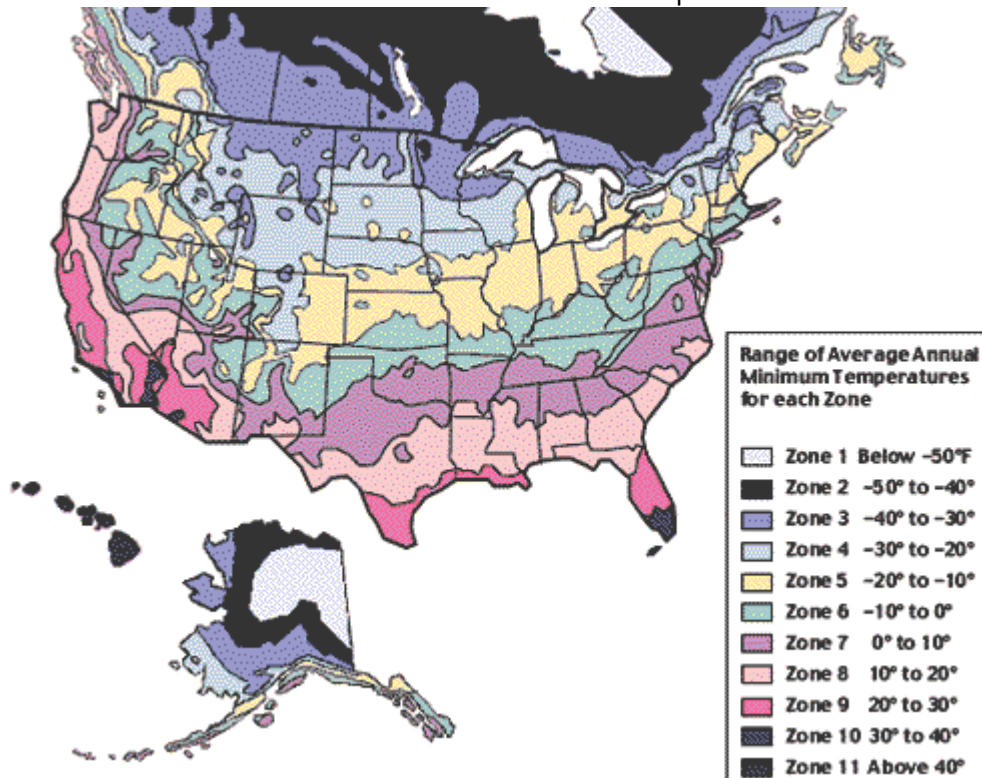 Range of Average Annual
Minimum Temperatures
for each Zone
Zone 1 Below -50°F
Zone 2 -50° to -40°
Zone 3 -40° to -30°
Zone 4 -30° to -20°
Zone 5 -20° to -10°
Zone 6 -10° to 0°
Zone 7 0° to 10°
Zone 8 10° to 20°
Zone 9 20° to 30°
Zone 10 30° to 40°
Zone 11 Above 40°